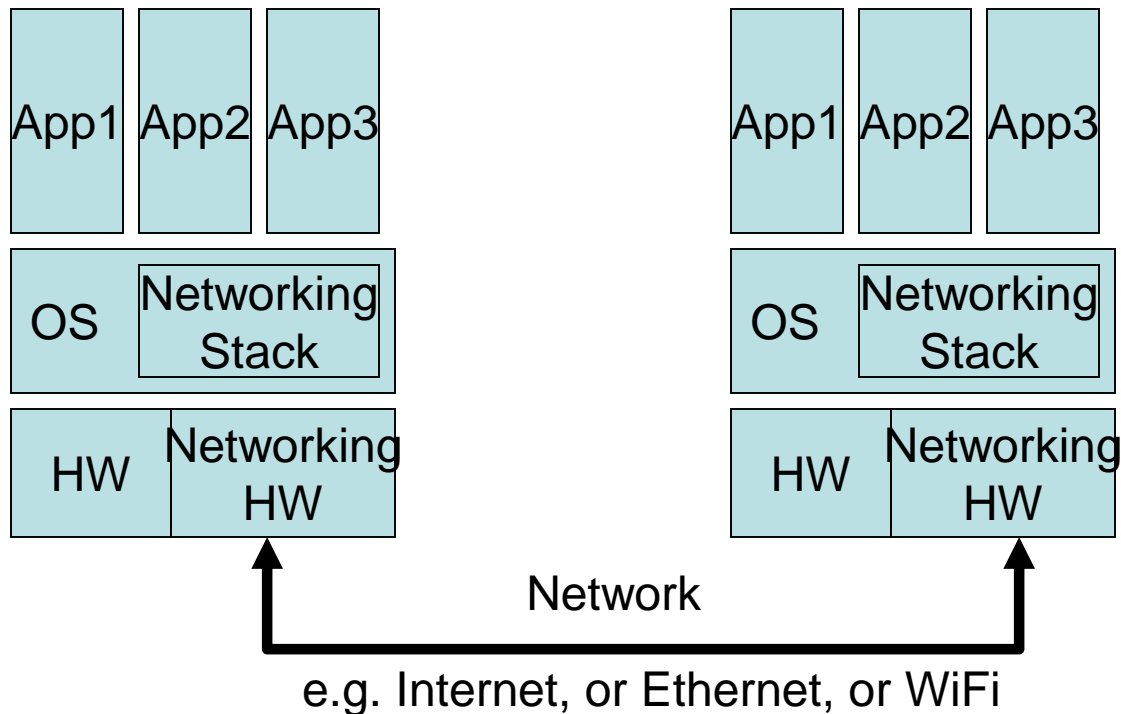 App1 App2 App3
App1 App2 App3
OS
Networking
Stack
OS
Networking
Stack
HW
Networking
HW
HW
Networking
HW
Network
e.g. Internet, or Ethernet, or WiFi